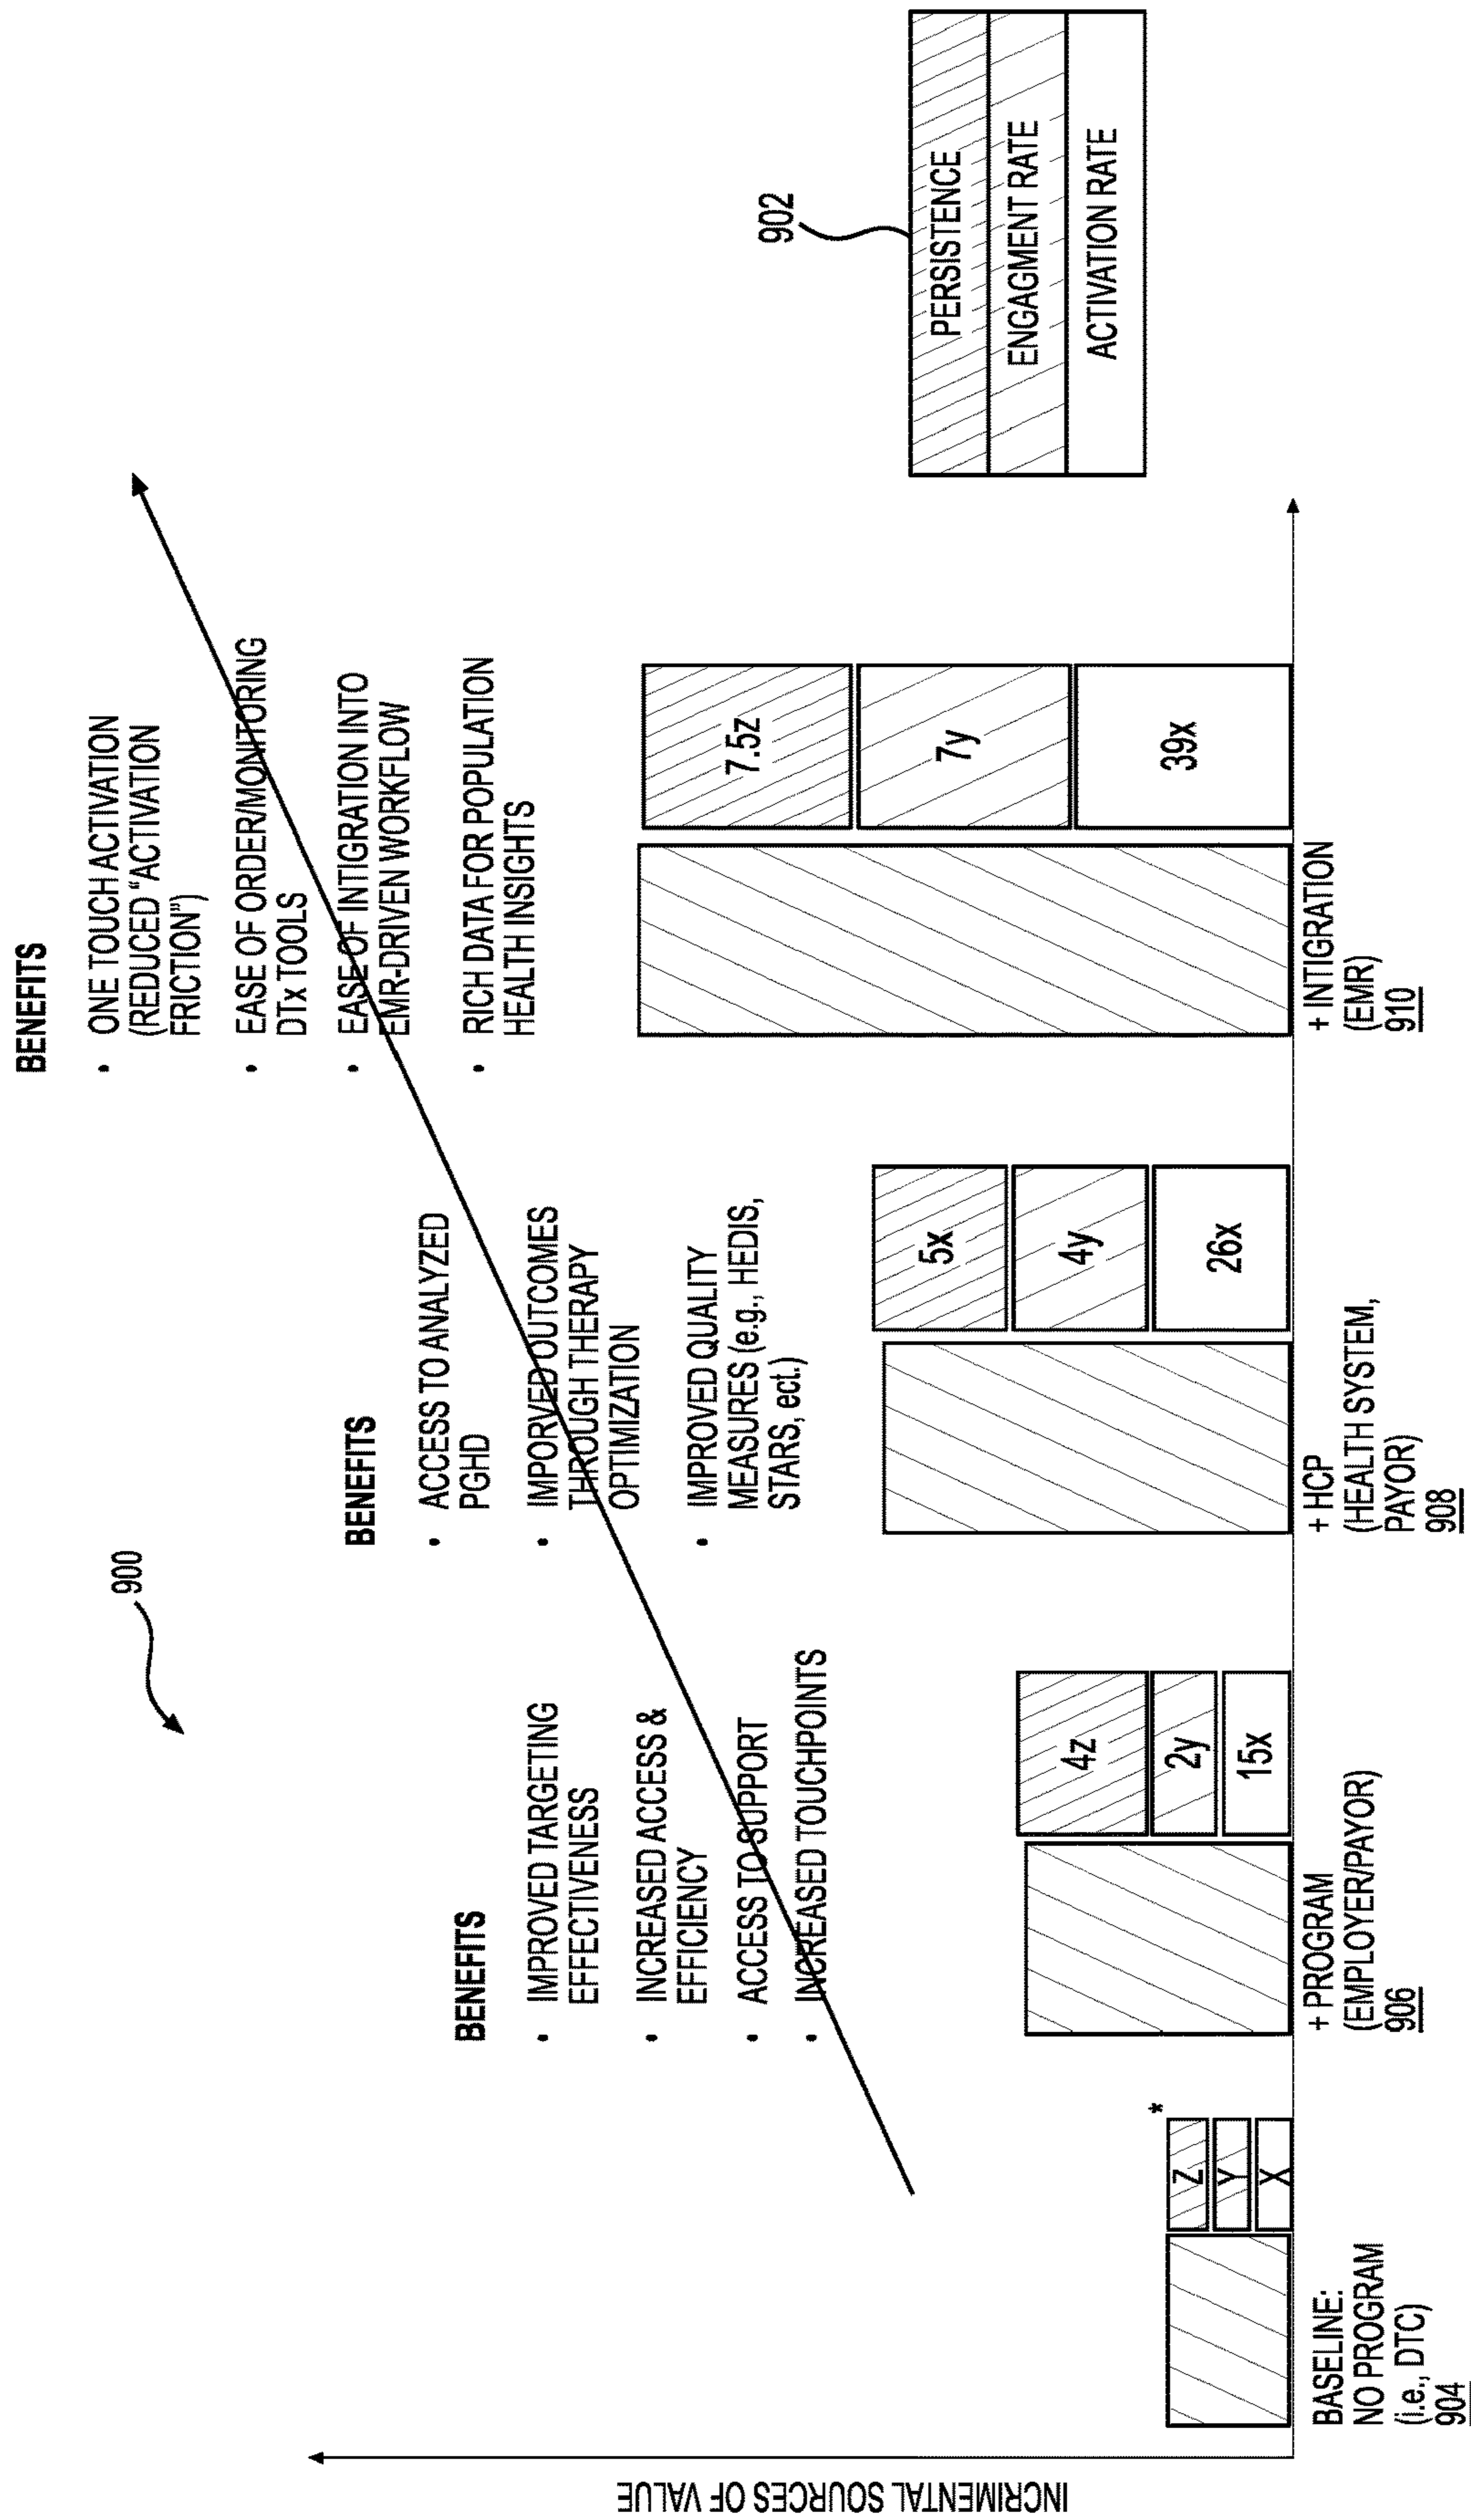 900
BENEFITS
• ONE TOUCH ACTIVATION
(REDUCED "ACTIVATION
FRICTION")
• EASE OF ORDER/MONITORING
DTx TOOLS
• EASE OF INTIGRATION INTO
EMR-DRIVEN WORKFLOW
• RICH DATA FOR POPULATION
HEALTH INSIGHTS
BENEFITS
• ACCESS TO ANALYZED
PGHD
• IMPORVED OUTCOMES
THROUGH THERAPY
OPTIMIZATION
• IMPROVED QUALITY
MEASURES (e.g., HEDIS,
STARS, ect.)
BENEFITS
• IMPROVED TARGETING
EFFECTIVENESS
• INCREASED ACCESS &
EFFICIENCY
• ACCESS TO SUPPORT
• INCREASED TOUCHPOINTS
902
PERSISTENCE
ENGAGMENT RATE
ACTIVATION RATE
INCRIMENTAL SOURCES OF VALUE
*
Z
Y
X
4z
2y
15x
5x
4y
26x
7.5z
7y
39x
BASELINE:
NO PROGRAM
(i.e., DTC)
904
+ PROGRAM
(EMPLOYER/PAYOR)
906
+ HCP
(HEALTH SYSTEM,
PAYOR)
908
+ INTIGRATION
(EMR)
910